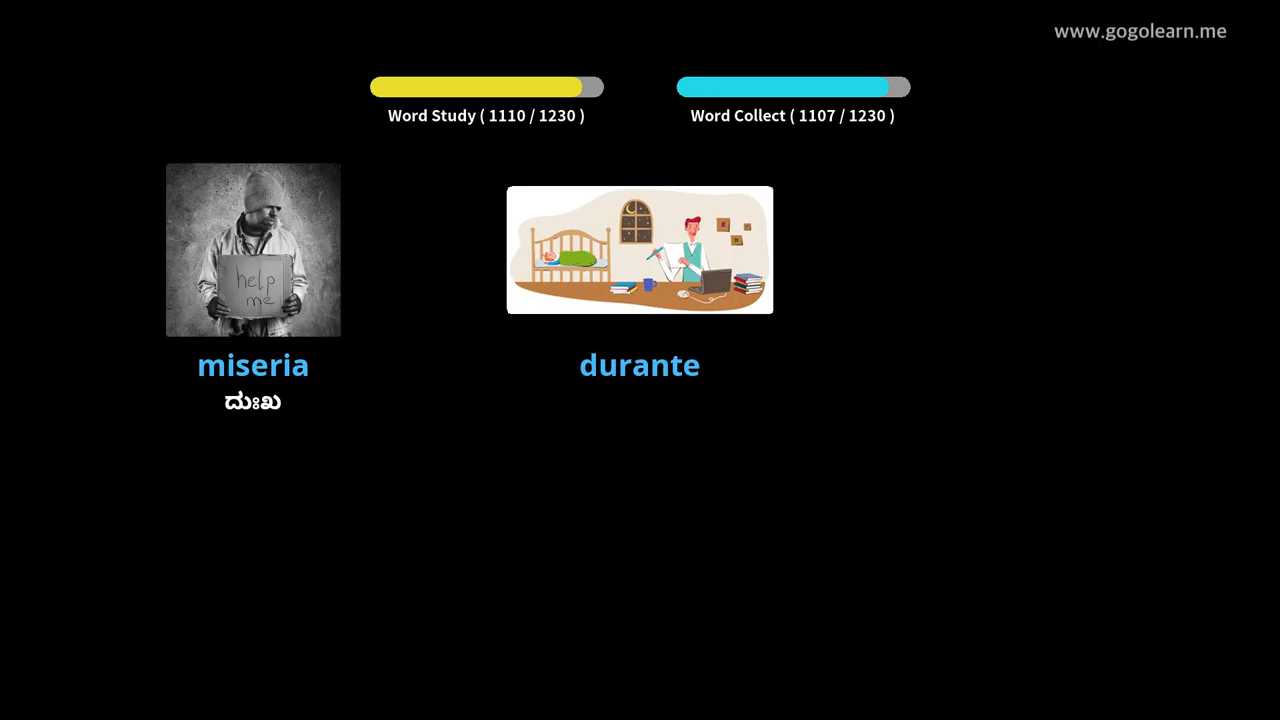 www.gogolearn.me
Word Study ( 1110 / 1230 )
Word Collect ( 1107 / 1230 )
help
me
miseria
durante
ದುಃಖ